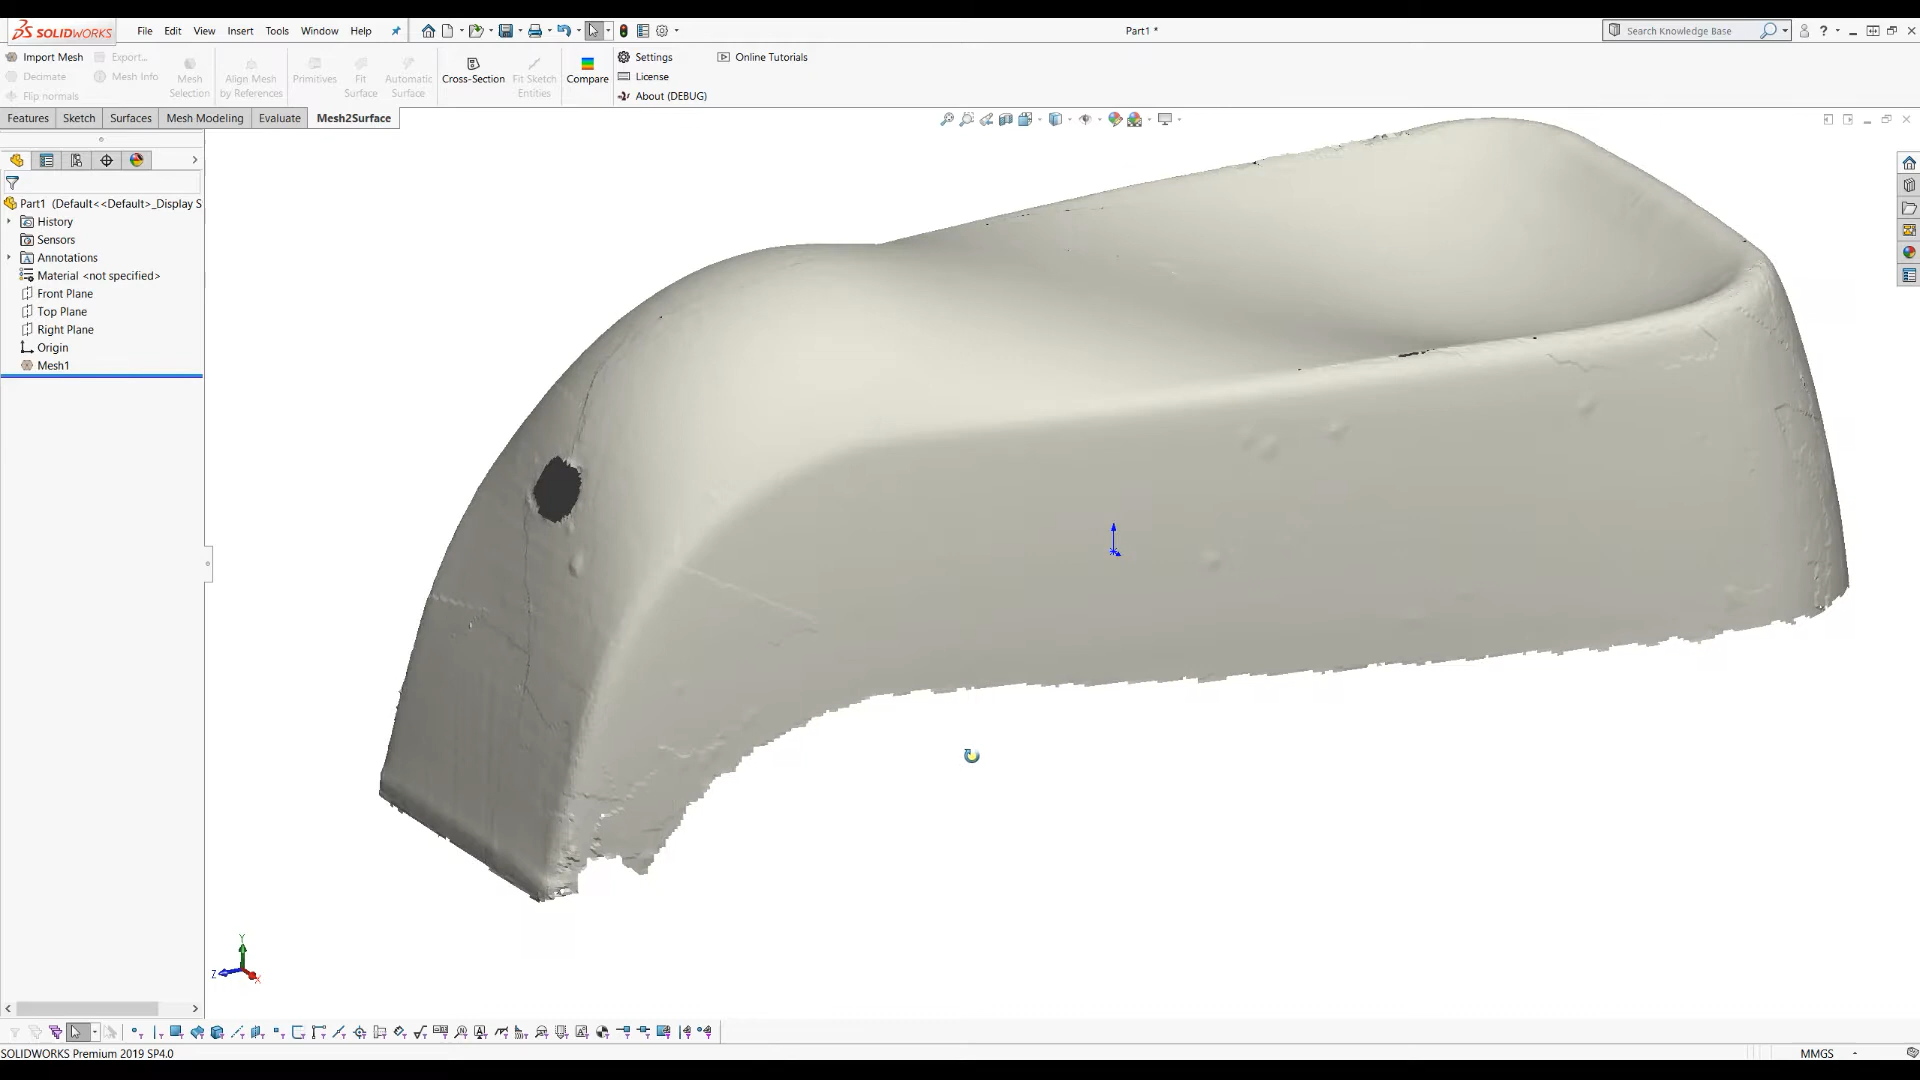 SOLIDWORKS File Edit View Insert Tools Window Help Part1 * Search Knowledge Base ?
Import Mesh Export... Settings Online Tutorials
Decimate Mesh Info Mesh Selection Align Mesh by References Primitives Fit Surface Automatic Surface Cross-Section Fit Sketch Entities Compare License
Flip normals About (DEBUG)
Features Sketch Surfaces Mesh Modeling Evaluate Mesh2Surface
Part1 (Default<<Default>_Display S
History
Sensors
Annotations
Material <not specified>
Front Plane
Top Plane
Right Plane
Origin
Mesh1
Y
Z X
SOLIDWORKS Premium 2019 SP4.0 MMGS